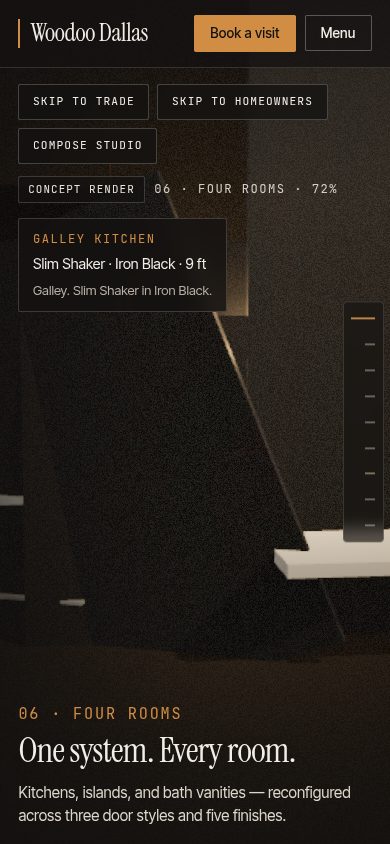 Woodoo Dallas
Book a visit
Menu
SKIP TO TRADE
SKIP TO HOMEOWNERS
COMPOSE STUDIO
CONCEPT RENDER
06 · FOUR ROOMS · 72%
GALLEY KITCHEN
Slim Shaker · Iron Black · 9 ft
Galley. Slim Shaker in Iron Black.
06 · FOUR ROOMS
One system. Every room.
Kitchens, islands, and bath vanities — reconfigured
across three door styles and five finishes.